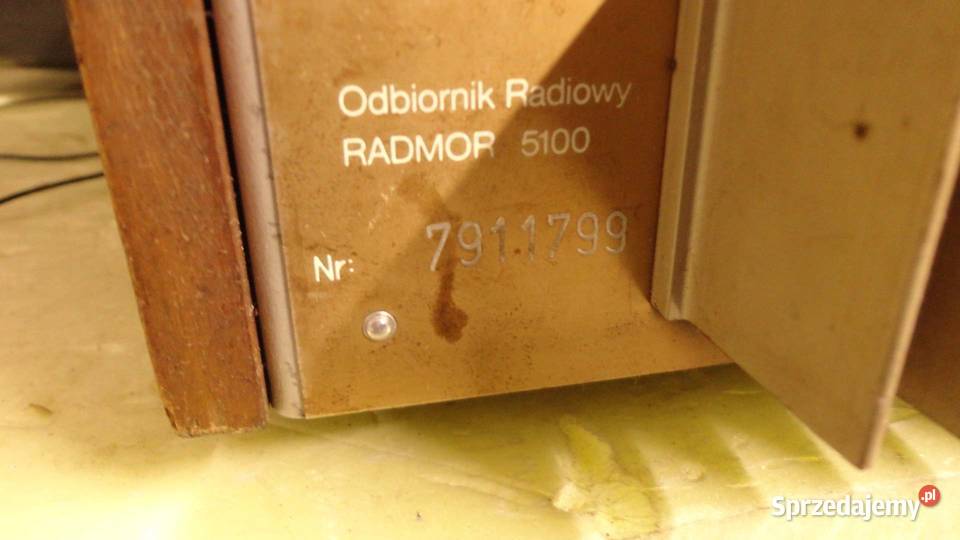 Odbiornik Radiowy
RADMOR 5100
Nr: 7911799
Sprzedajemy.pl